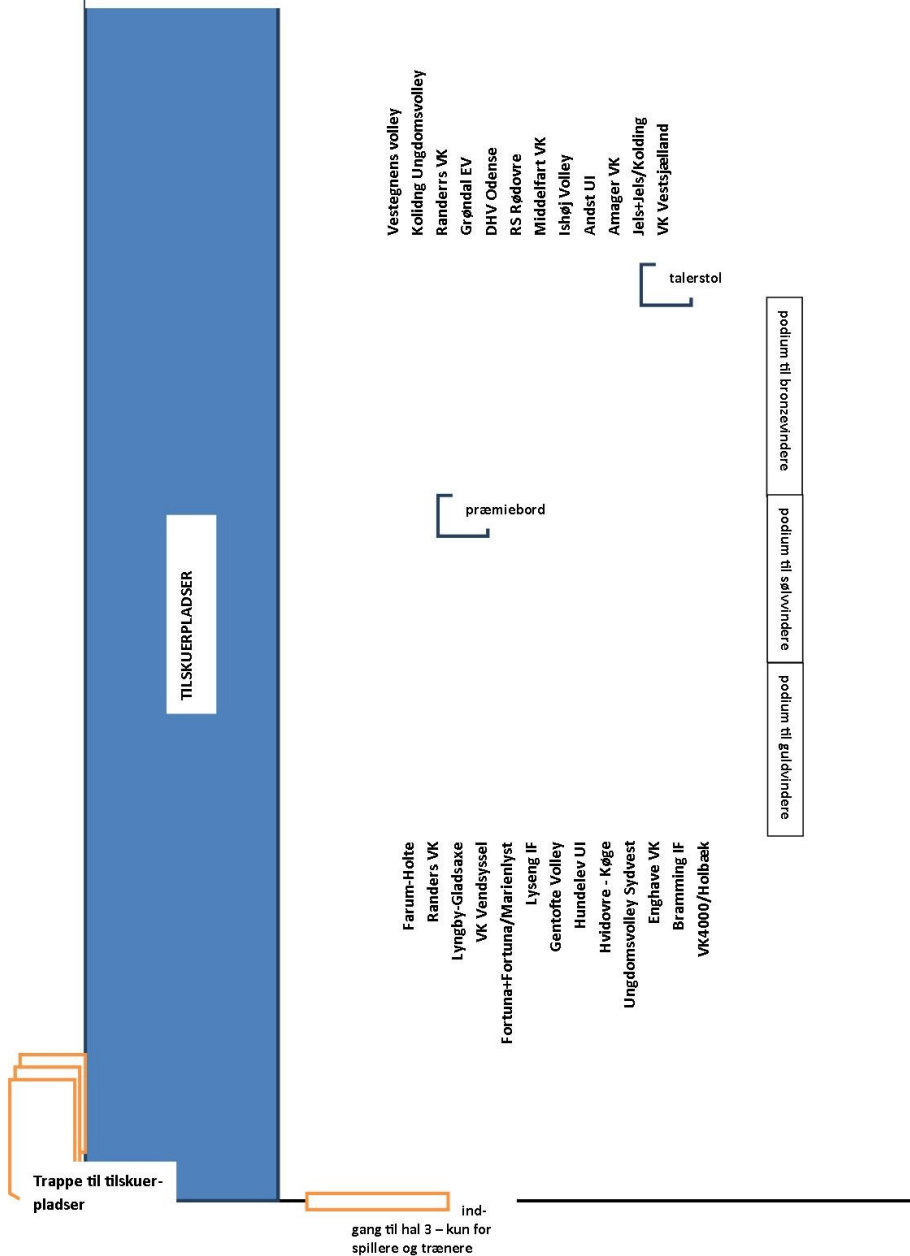 Vestegnens volley
Kolidng Ungdomsvolley
Randerrs VK
Grøndal EV
DHV Odense
RS Rødovre
Middelfart VK
Ishøj Volley
Andst UI
Amager VK
Jels+Jels/Kolding
VK Vestsjælland
talerstol
podium til bronzevindere
præmiebord
podium til sølvvindere
TILSKUERPLADSER
podium til guldvindere
Farum-Holte
Randers VK
Lyngby-Gladsaxe
VK Vendsyssel
Fortuna+Fortuna/Marienlyst
Lyseng IF
Gentofte Volley
Hundelev UI
Hvidovre - Køge
Ungdomsvolley Sydvest
Enghave VK
Bramming IF
VK4000/Holbæk
Trappe til tilskuer-
pladser
ind-
gang til hal 3 – kun for
spillere og trænere